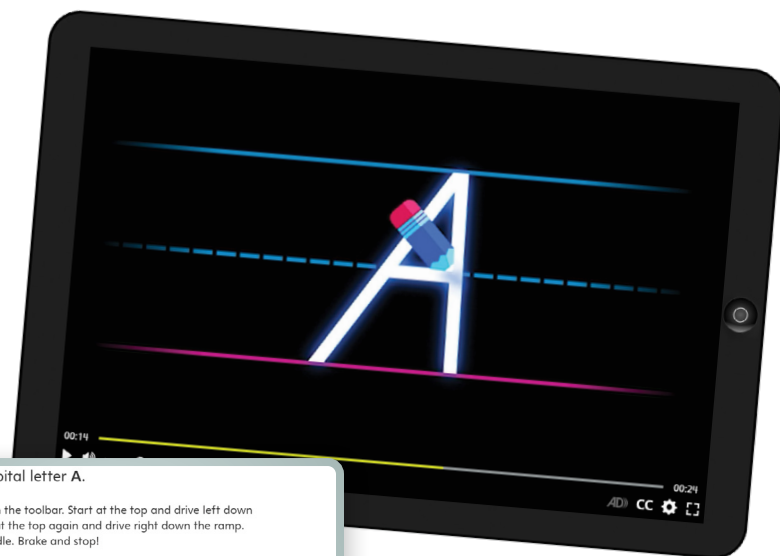 A
00:14
00:24
AD
CC
pital letter A.
the toolbar. Start at the top and drive left down
t the top again and drive right down the ramp.
dle. Brake and stop!